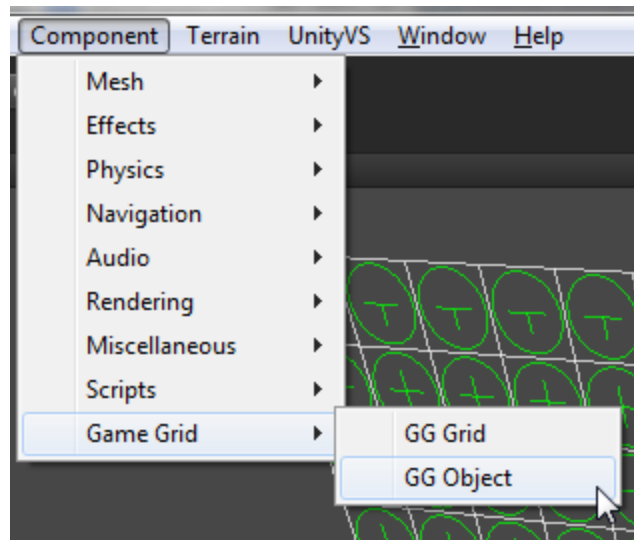 Component Terrain UnityVS Window Help
Mesh
Effects
Physics
Navigation
Audio
Rendering
Miscellaneous
Scripts
Game Grid
GG Grid
GG Object